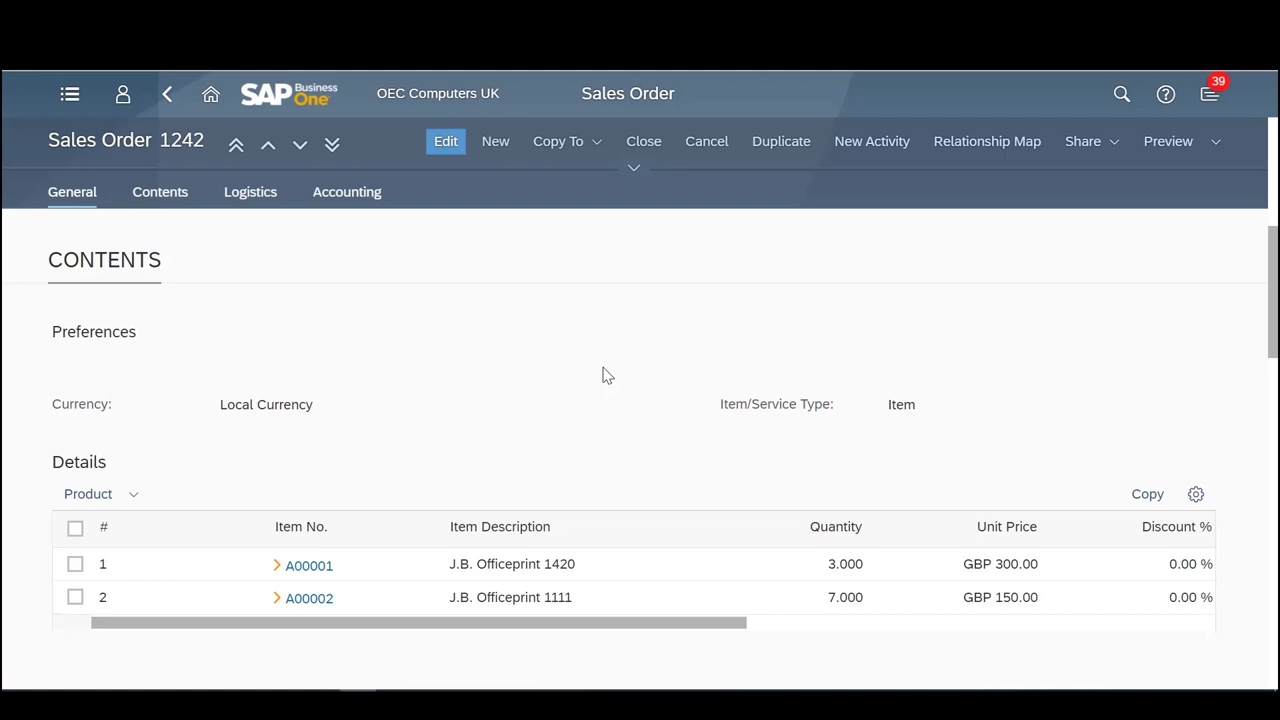 SAP Business One OEC Computers UK Sales Order 39
Sales Order 1242 Edit New Copy To Close Cancel Duplicate New Activity Relationship Map Share Preview
General Contents Logistics Accounting
CONTENTS
Preferences
Currency: Local Currency Item/Service Type: Item
Details
Product Copy
# Item No. Item Description Quantity Unit Price Discount %
1 A00001 J.B. Officeprint 1420 3.000 GBP 300.00 0.00 %
2 A00002 J.B. Officeprint 1111 7.000 GBP 150.00 0.00 %